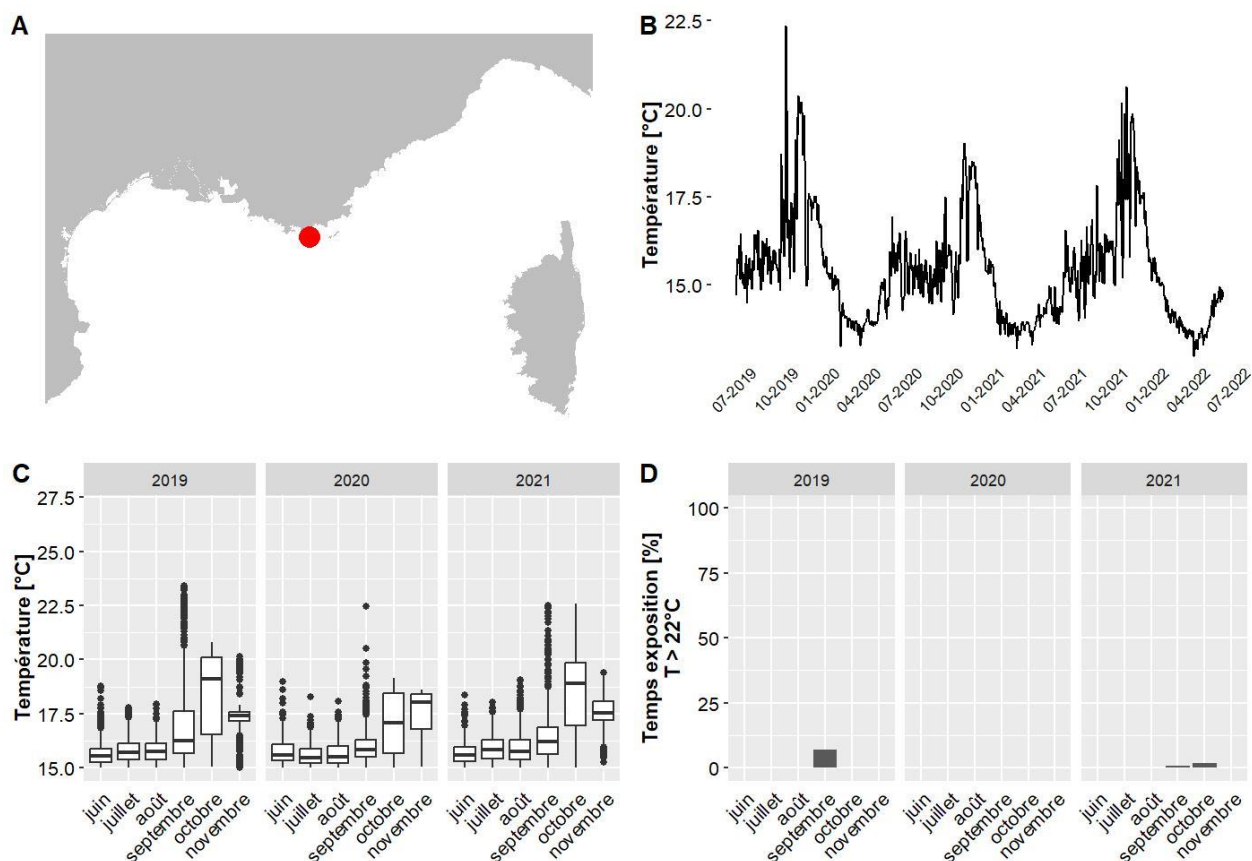 A
B
Température [°C]
22.5
20.0
17.5
15.0
07-2019
10-2019
01-2020
04-2020
07-2020
10-2020
01-2021
04-2021
07-2021
10-2021
01-2022
04-2022
07-2022
C
2019
2020
2021
Température [°C]
27.5
25.0
22.5
20.0
17.5
15.0
juin
juillet
août
septembre
octobre
novembre
juin
juillet
août
septembre
octobre
novembre
juin
juillet
août
septembre
octobre
novembre
D
2019
2020
2021
Temps exposition [%]
T > 22°C
100
75
50
25
0
juin
juillet
août
septembre
octobre
novembre
juin
juillet
août
septembre
octobre
novembre
juin
juillet
août
septembre
octobre
novembre